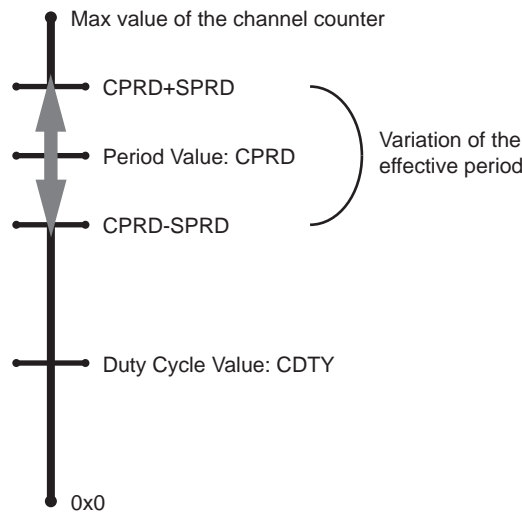 Max value of the channel counter
CPRD+SPRD
Period Value: CPRD
Variation of the
effective period
CPRD-SPRD
Duty Cycle Value: CDTY
0x0